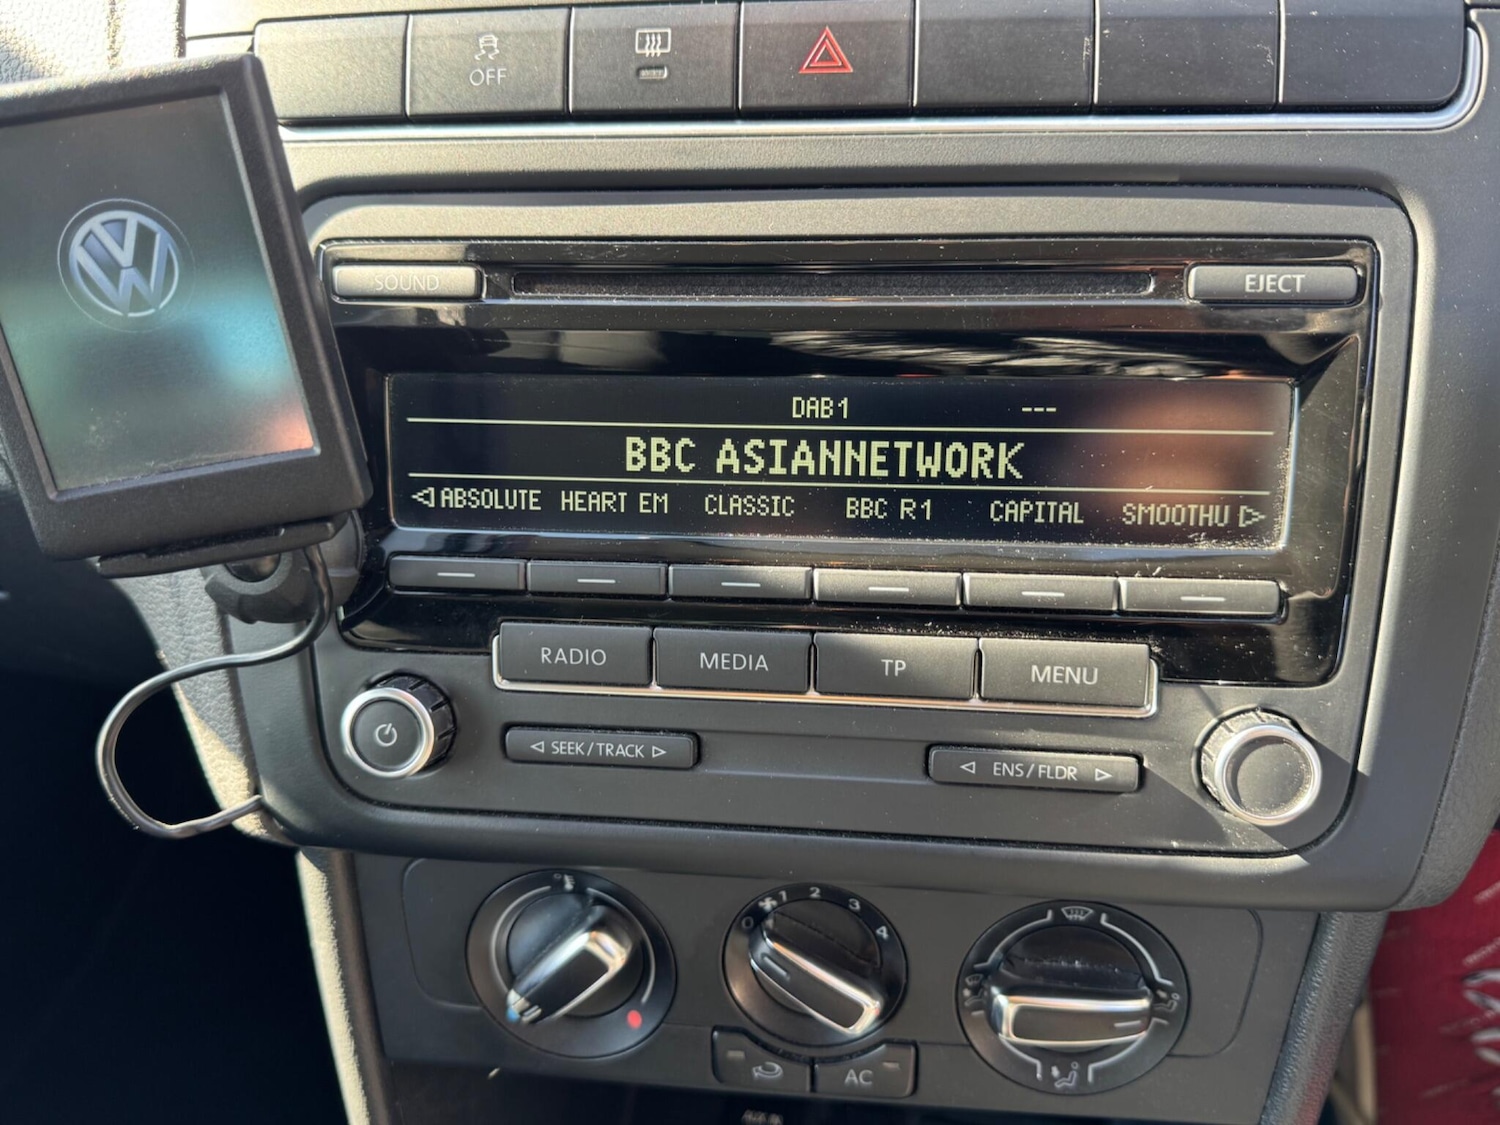 OFF
SOUND
EJECT
DAB1 ---
BBC ASIANNETWORK
ABSOLUTE HEART EM CLASSIC BBC R1 CAPITAL SMOOTHU
RADIO MEDIA TP MENU
SEEK/TRACK
ENS/FLDR
0 1 2 3 4
AC